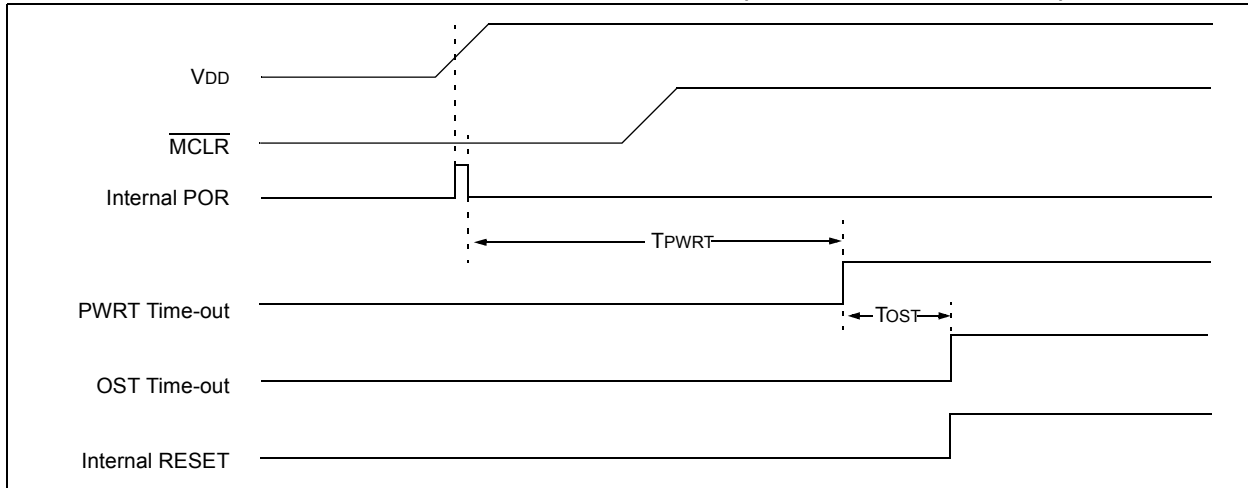 VDD
MCLR
Internal POR
TPWRT
PWRT Time-out
TOST
OST Time-out
Internal RESET